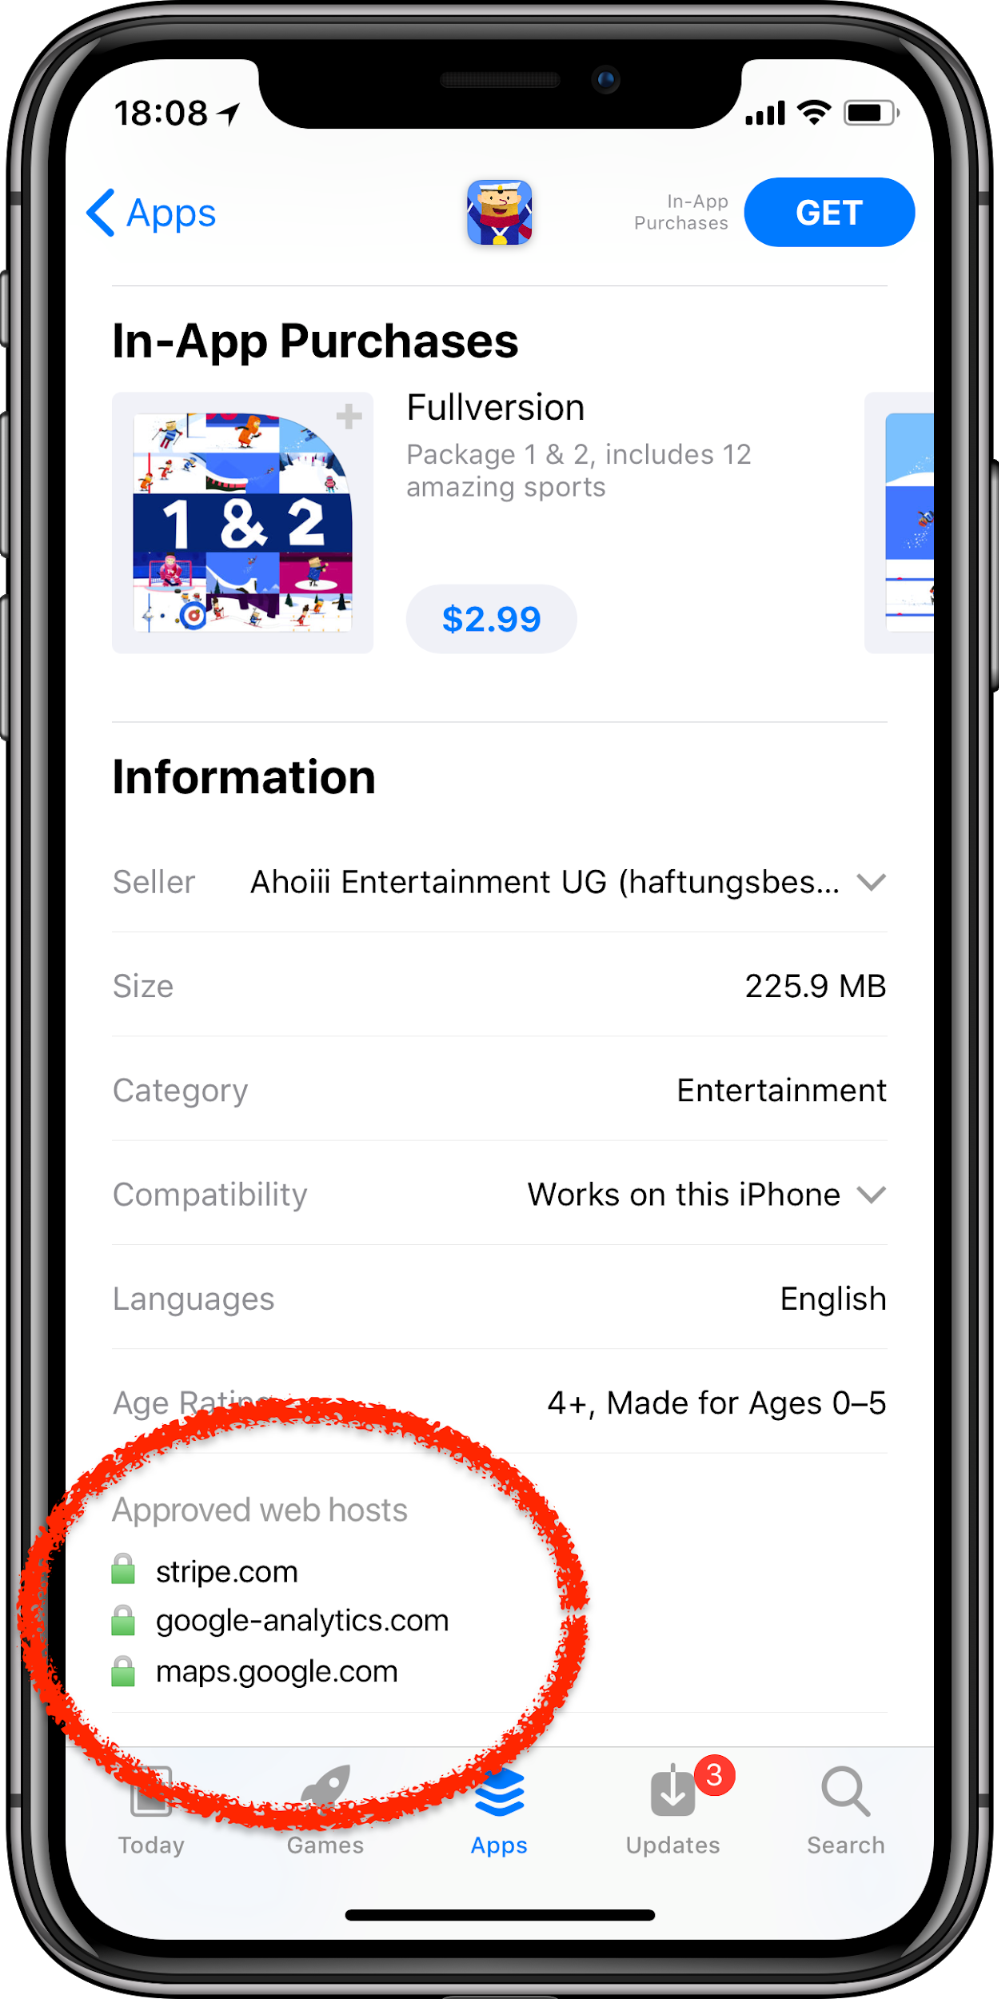 18:08
Apps
In-App
Purchases
GET
In-App Purchases
1 & 2
Fullversion
Package 1 & 2, includes 12
amazing sports
$2.99
Information
Seller Ahoiii Entertainment UG (haftungsbes...
Size 225.9 MB
Category Entertainment
Compatibility Works on this iPhone
Languages English
Age Rating 4+, Made for Ages 0–5
Approved web hosts
stripe.com
google-analytics.com
maps.google.com
3
Today Games Apps Updates Search